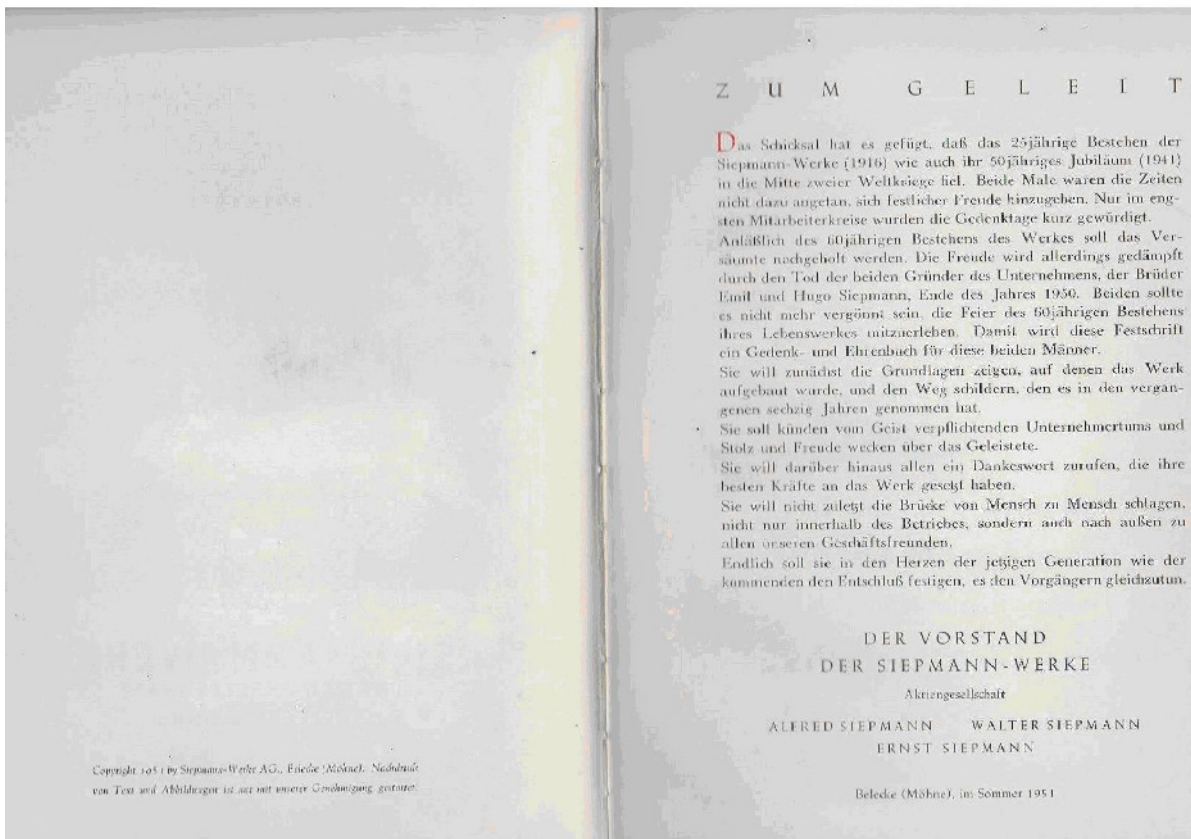 Copyright 1951 by Siepmann-Werke AG., (Möhne). Nachdruck
von Text und Abbildungen ist nur mit unserer Genehmigung gestattet.
ZUM GELEIT
Das Schicksal hat es gefügt, daß das 25jährige Bestehen der
Siepmann-Werke (1916) wie auch ihr 50jähriges Jubiläum (1941)
in die Mitte zweier Weltkriege fiel. Beide Male waren die Zeiten
nicht dazu angetan, sich festlicher Freude hinzugeben. Nur im eng-
sten Mitarbeiterkreise wurden die Gedenktage kurz gewürdigt.
Anläßlich des 60jährigen Bestehens des Werkes soll das Ver-
säumte nachgeholt werden. Die Freude wird allerdings gedämpft
durch den Tod der beiden Gründer des Unternehmens, der Brüder
Emil und Hugo Siepmann, Ende des Jahres 1950. Beiden sollte
es nicht mehr vergönnt sein, die Feier des 60jährigen Bestehens
ihres Lebenswerkes mitzuerleben. Damit wird diese Festschrift
ein Gedenk- und Ehrenbuch für diese beiden Männer.
Sie will zunächst die Grundlagen zeigen, auf denen das Werk
aufgebaut wurde, und den Weg schildern, den es in den vergan-
genen sechzig Jahren genommen hat.
Sie soll künden vom Geist verpflichtenden Unternehmertums und
Stolz und Freude wecken über das Geleistete.
Sie will darüber hinaus allen ein Dankeswort zurufen, die ihre
besten Kräfte an das Werk gesetzt haben.
Sie will nicht zuletzt die Brücke von Mensch zu Mensch schlagen,
nicht nur innerhalb des Betriebes, sondern auch nach außen zu
allen unseren Geschäftsfreunden.
Endlich soll sie in den Herzen der jetzigen Generation wie der
kommenden den Entschluß festigen, es den Vorgängern gleichzutun.
DER VORSTAND
DER SIEPMANN-WERKE
Aktiengesellschaft
ALFRED SIEPMANN WALTER SIEPMANN
ERNST SIEPMANN
Belecke (Möhne), im Sommer 1951